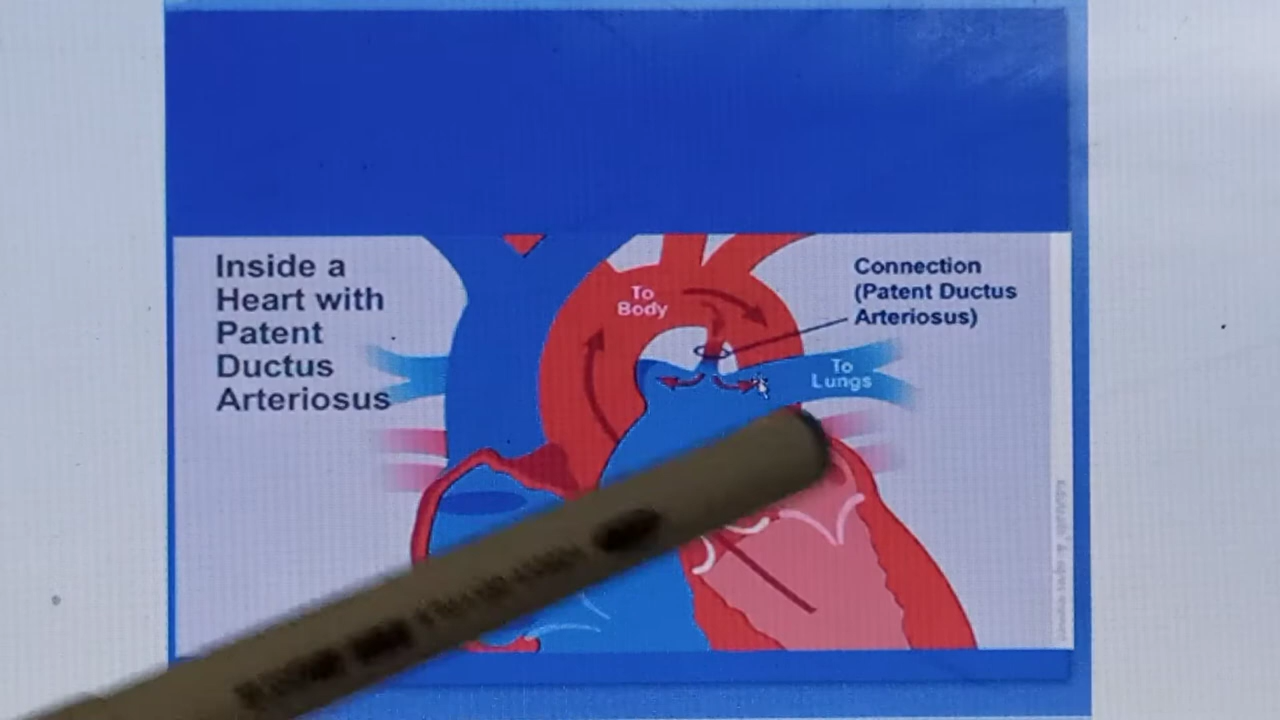 Inside a
Heart with
Patent
Ductus
Arteriosus
To
Body
Connection
(Patent Ductus
Arteriosus)
To
Lungs